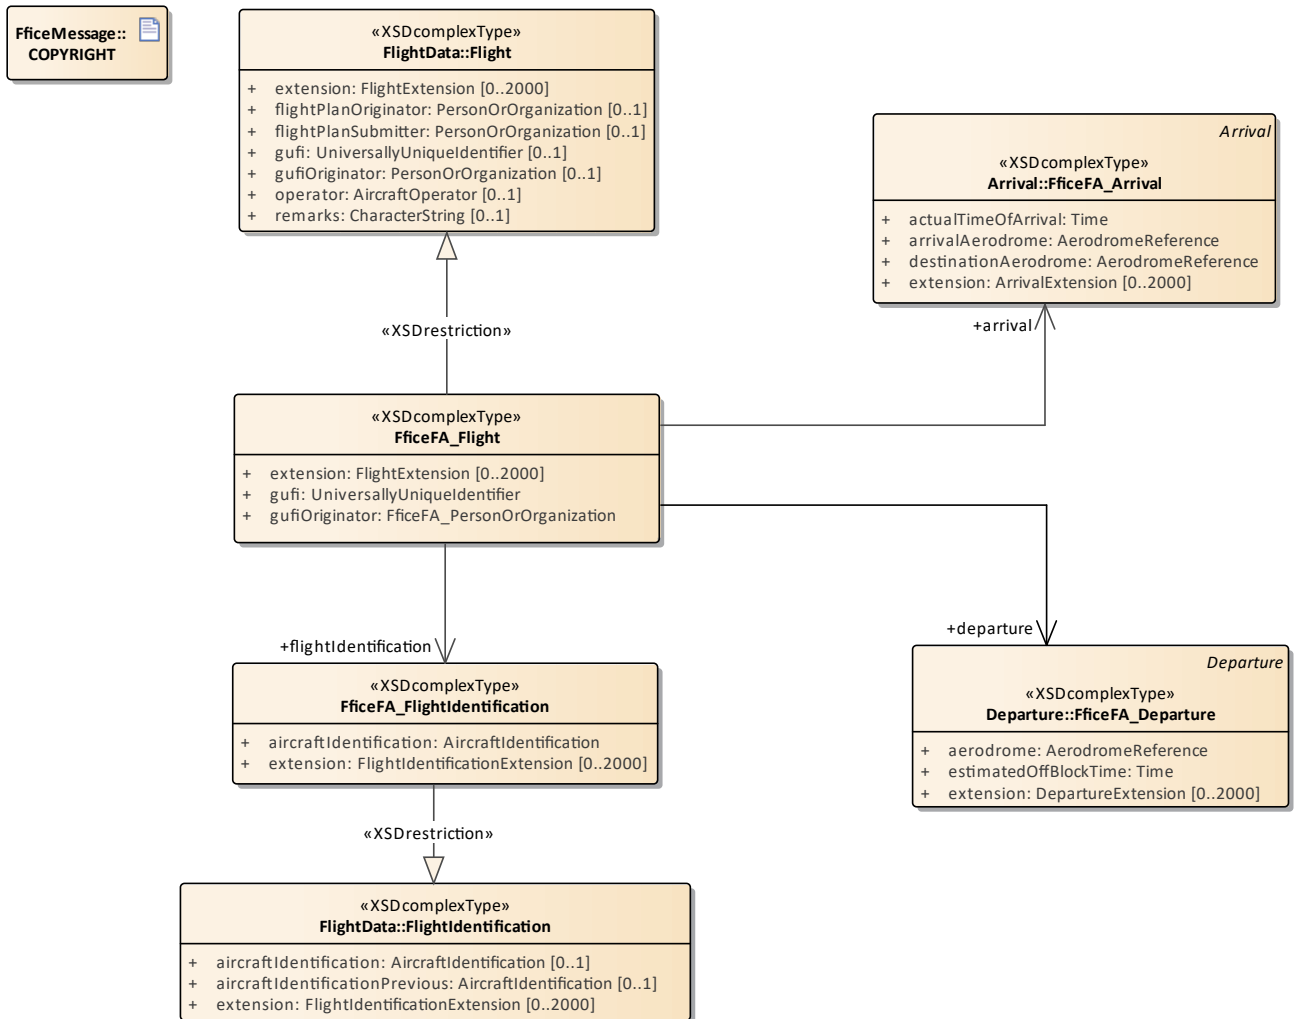 FficeMessage::
COPYRIGHT
«XSDcomplexType»
FlightData::Flight
+ extension: FlightExtension [0..2000]
+ flightPlanOriginator: PersonOrOrganization [0..1]
+ flightPlanSubmitter: PersonOrOrganization [0..1]
+ gufi: UniversallyUniqueIdentifier [0..1]
+ gufiOriginator: PersonOrOrganization [0..1]
+ operator: AircraftOperator [0..1]
+ remarks: CharacterString [0..1]
Arrival
«XSDcomplexType»
Arrival::FficeFA_Arrival
+ actualTimeOfArrival: Time
+ arrivalAerodrome: AerodromeReference
+ destinationAerodrome: AerodromeReference
+ extension: ArrivalExtension [0..2000]
«XSDrestriction»
+arrival
«XSDcomplexType»
FficeFA_Flight
+ extension: FlightExtension [0..2000]
+ gufi: UniversallyUniqueIdentifier
+ gufiOriginator: FficeFA_PersonOrOrganization
+departure
+flightIdentification
Departure
«XSDcomplexType»
Departure::FficeFA_Departure
+ aerodrome: AerodromeReference
+ estimatedOffBlockTime: Time
+ extension: DepartureExtension [0..2000]
«XSDcomplexType»
FficeFA_FlightIdentification
+ aircraftIdentification: AircraftIdentification
+ extension: FlightIdentificationExtension [0..2000]
«XSDrestriction»
«XSDcomplexType»
FlightData::FlightIdentification
+ aircraftIdentification: AircraftIdentification [0..1]
+ aircraftIdentificationPrevious: AircraftIdentification [0..1]
+ extension: FlightIdentificationExtension [0..2000]